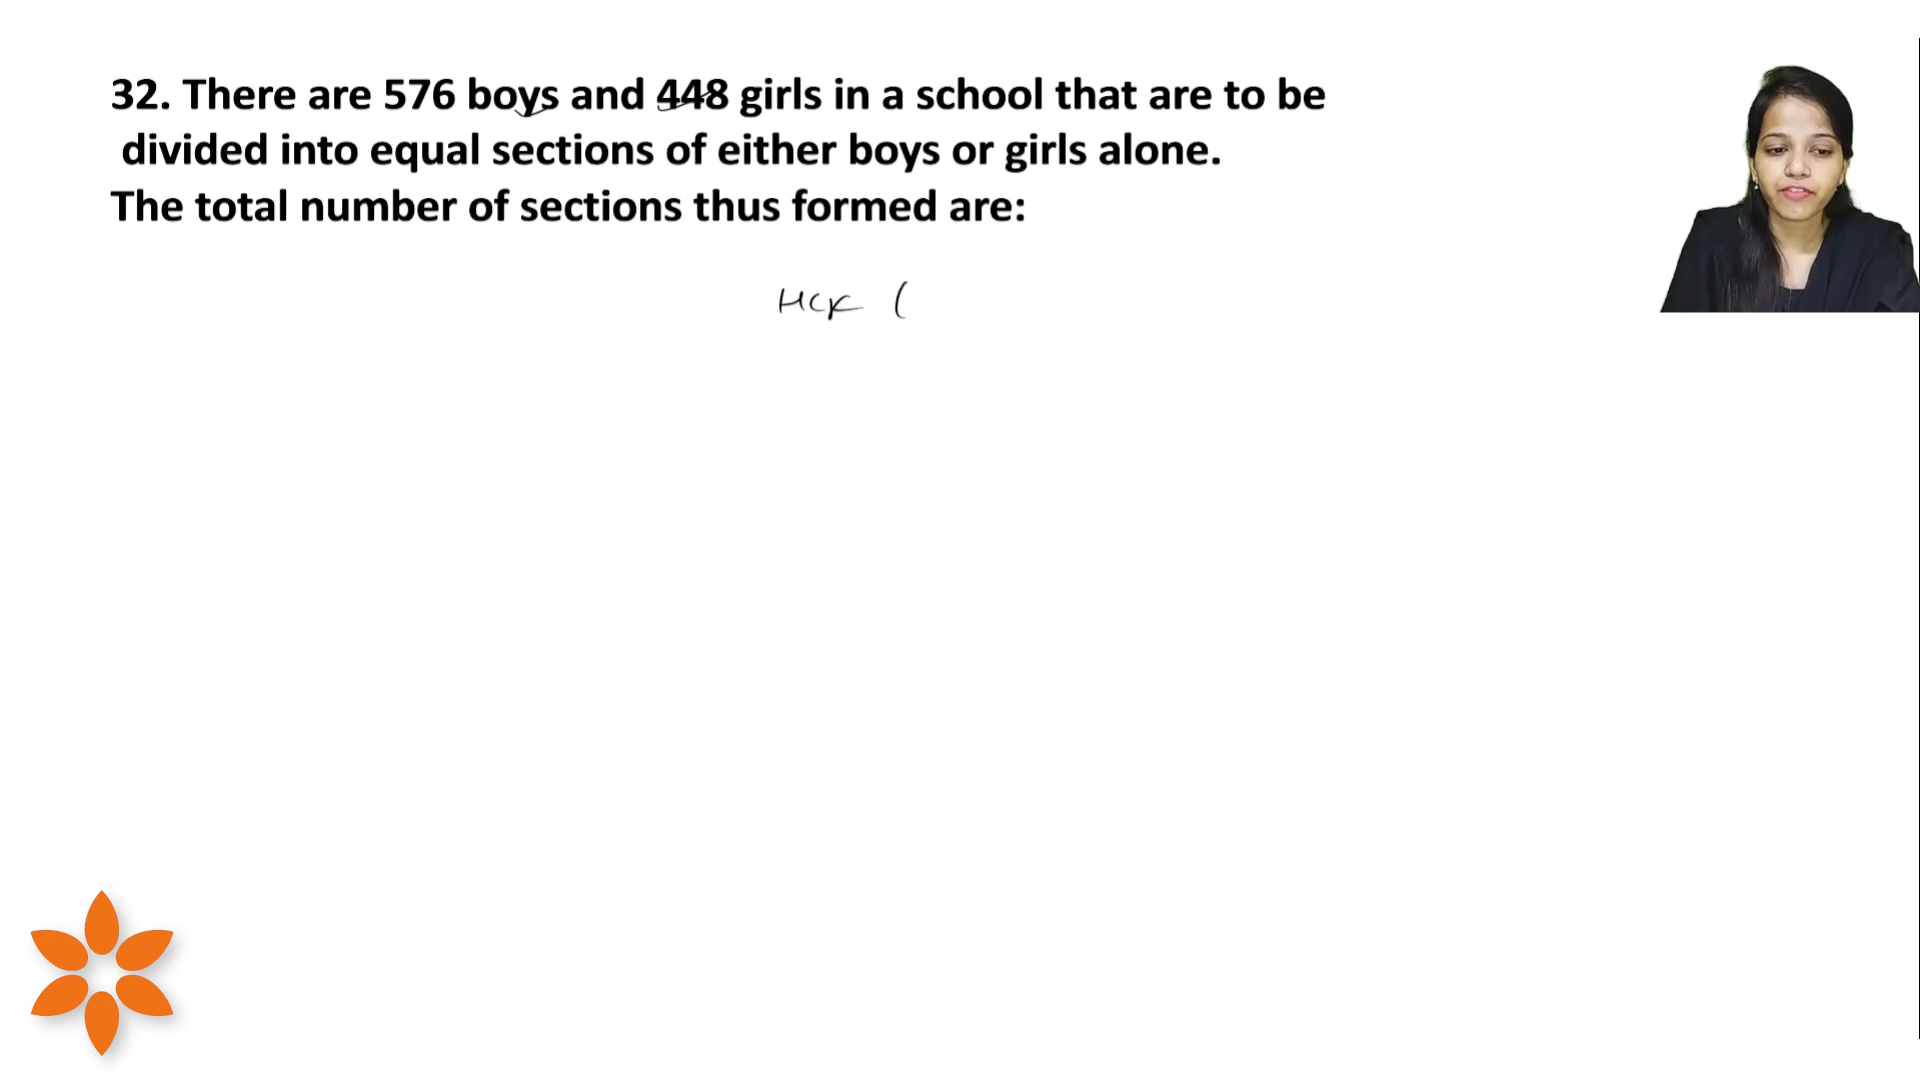 32. There are 576 boys and 448 girls in a school that are to be
divided into equal sections of either boys or girls alone.
The total number of sections thus formed are:
HCF (